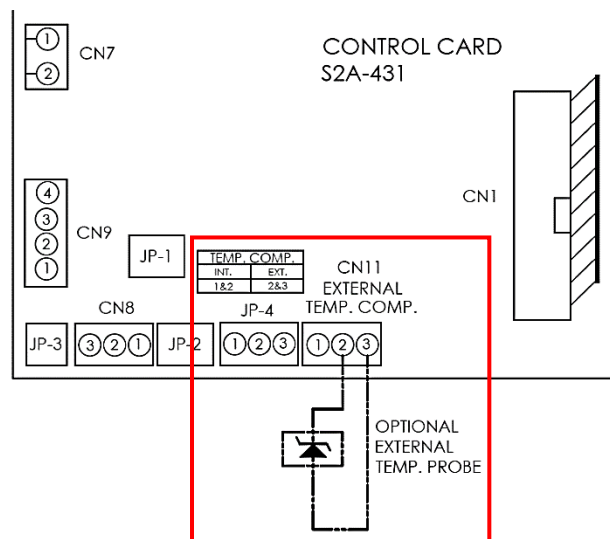 1
2
CN7
CONTROL CARD
S2A-431
CN1
4
3
2
1
CN9
JP-1
TEMP. COMP.
INT. EXT.
1&2 2&3
CN11
EXTERNAL
TEMP. COMP.
CN8
JP-4
JP-3
3 2 1
JP-2
1 2 3
1 2 3
OPTIONAL
EXTERNAL
TEMP. PROBE